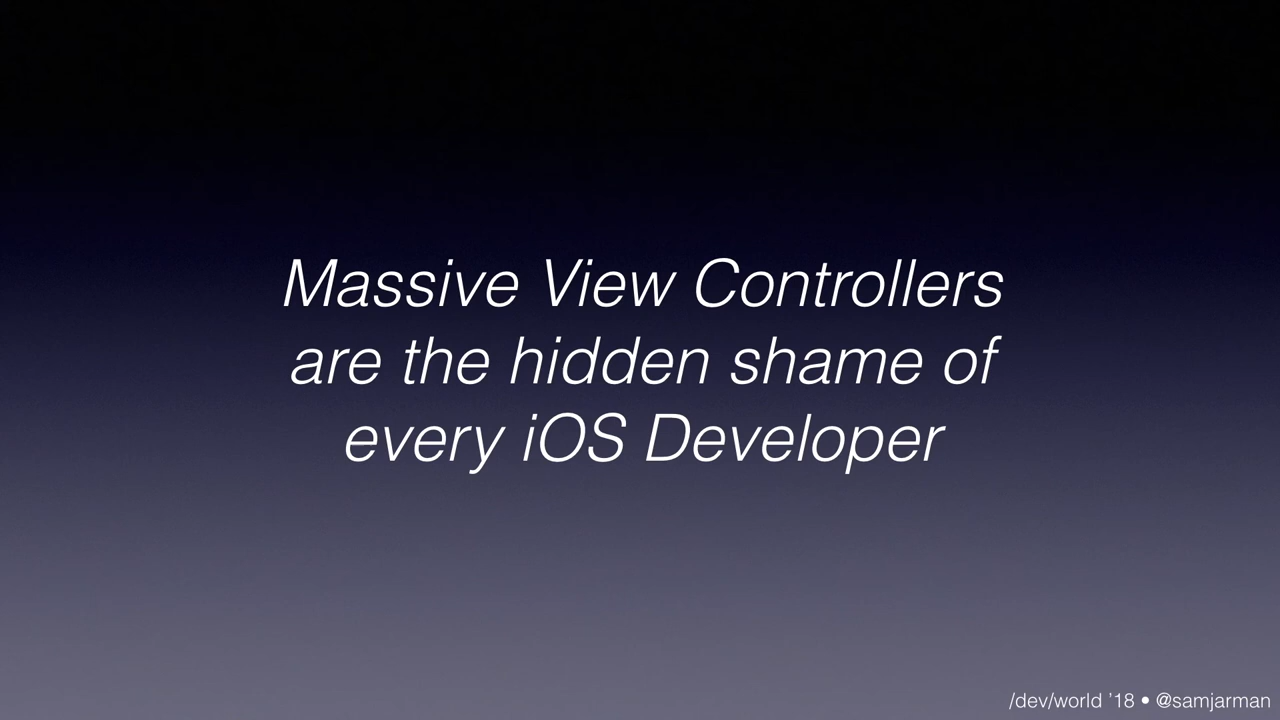 Massive View Controllers
are the hidden shame of
every iOS Developer
/dev/world ’18 • @samjarman